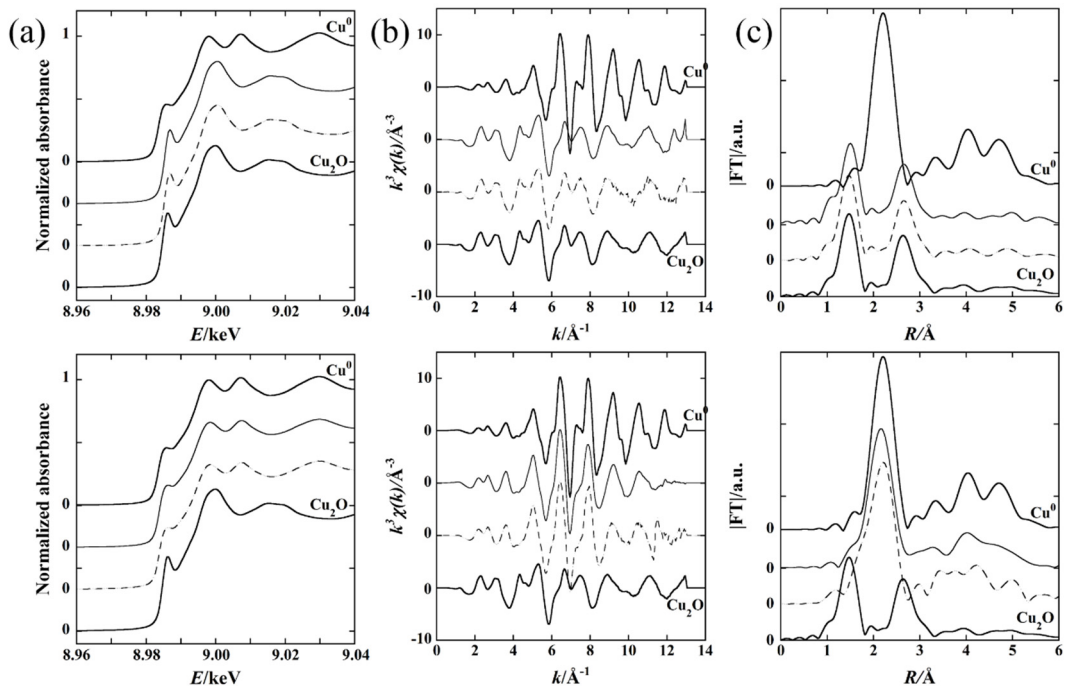 (a)
Normalized absorbance
1
0
0
0
0
Cu⁰
Cu₂O
8.96 8.98 9.00 9.02 9.04
E/keV
(b)
k³χ(k)/Å⁻³
10
0
0
0
0
-10
Cu⁰
Cu₂O
0 2 4 6 8 10 12 14
k/Å⁻¹
(c)
|FT|/a.u.
0
0
0
0
Cu⁰
Cu₂O
0 1 2 3 4 5 6
R/Å
Normalized absorbance
1
0
0
0
0
Cu⁰
Cu₂O
8.96 8.98 9.00 9.02 9.04
E/keV
k³χ(k)/Å⁻³
10
0
0
0
0
-10
Cu⁰
Cu₂O
0 2 4 6 8 10 12 14
k/Å⁻¹
|FT|/a.u.
0
0
0
0
Cu⁰
Cu₂O
0 1 2 3 4 5 6
R/Å